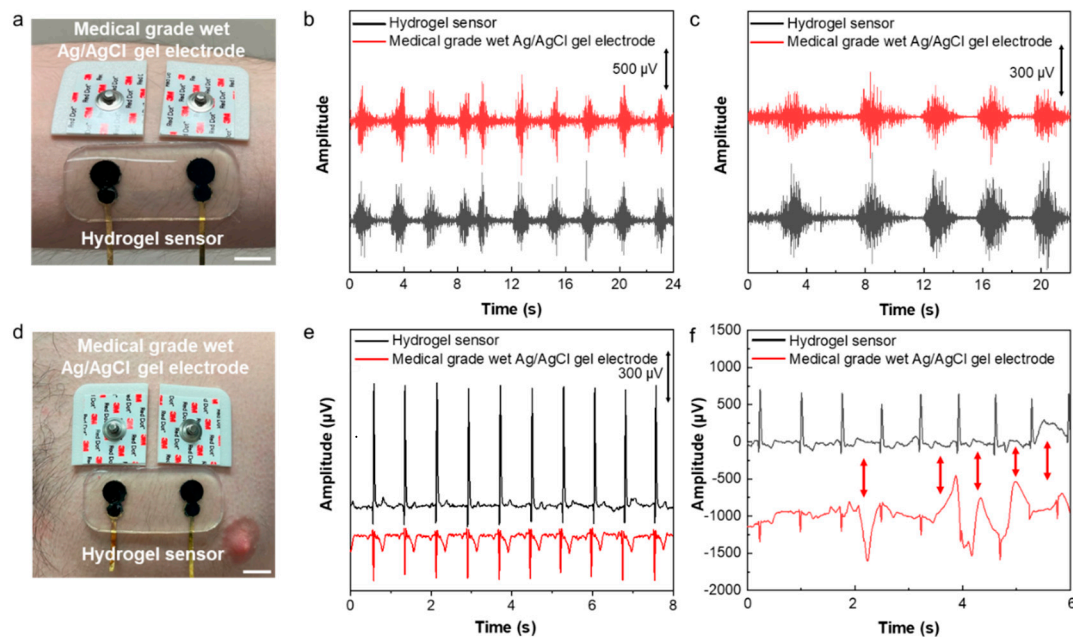 a
Medical grade wet
Ag/AgCl gel electrode
Hydrogel sensor
b
Hydrogel sensor
Medical grade wet Ag/AgCl gel electrode
500 µV
Amplitude
0 4 8 12 16 20 24
Time (s)
c
Hydrogel sensor
Medical grade wet Ag/AgCl gel electrode
300 µV
Amplitude
0 4 8 12 16 20
Time (s)
d
Medical grade wet
Ag/AgCl gel electrode
Hydrogel sensor
e
Hydrogel sensor
Medical grade wet Ag/AgCl gel electrode
300 µV
Amplitude (µV)
0 2 4 6 8
Time (s)
f
1500
1000
500
0
-500
-1000
-1500
-2000
Hydrogel sensor
Medical grade wet Ag/AgCl gel electrode
Amplitude (µV)
0 2 4 6
Time (s)